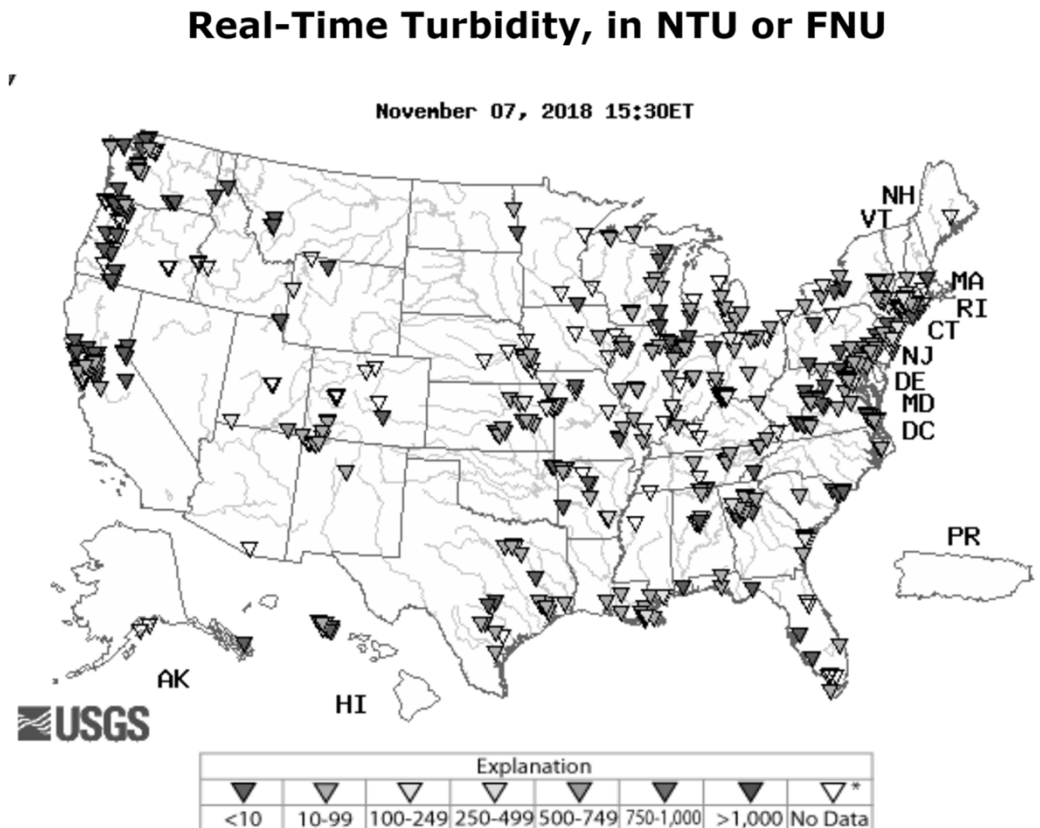 Real-Time Turbidity, in NTU or FNU
November 07, 2018 15:30ET
NH
VT
MA
RI
CT
NJ
DE
MD
DC
PR
AK
HI
USGS
Explanation
*
<10 10-99 100-249 250-499 500-749 750-1,000 >1,000 No Data